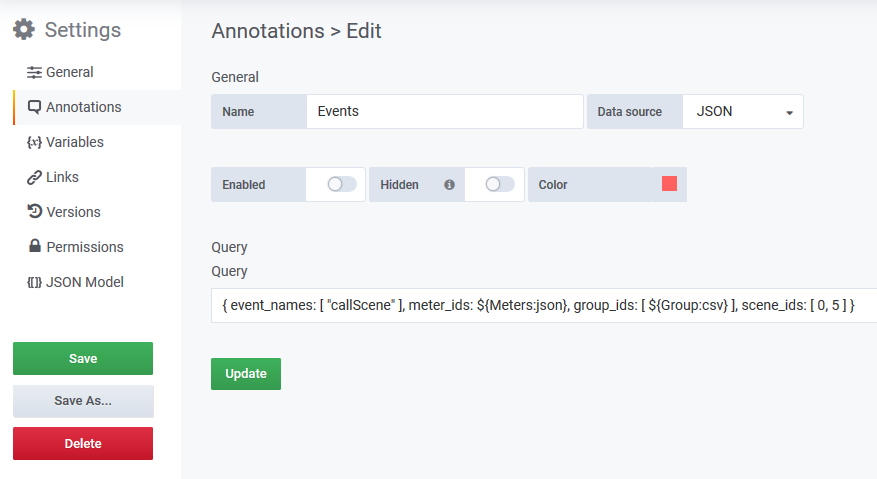 Settings
General
Annotations
Variables
Links
Versions
Permissions
JSON Model
Save
Save As...
Delete
Annotations > Edit
General
Name Events Data source JSON
Enabled Hidden Color
Query
Query
{ event_names: [ "callScene" ], meter_ids: ${Meters:json}, group_ids: [ ${Group:csv} ], scene_ids: [ 0, 5 ] }
Update